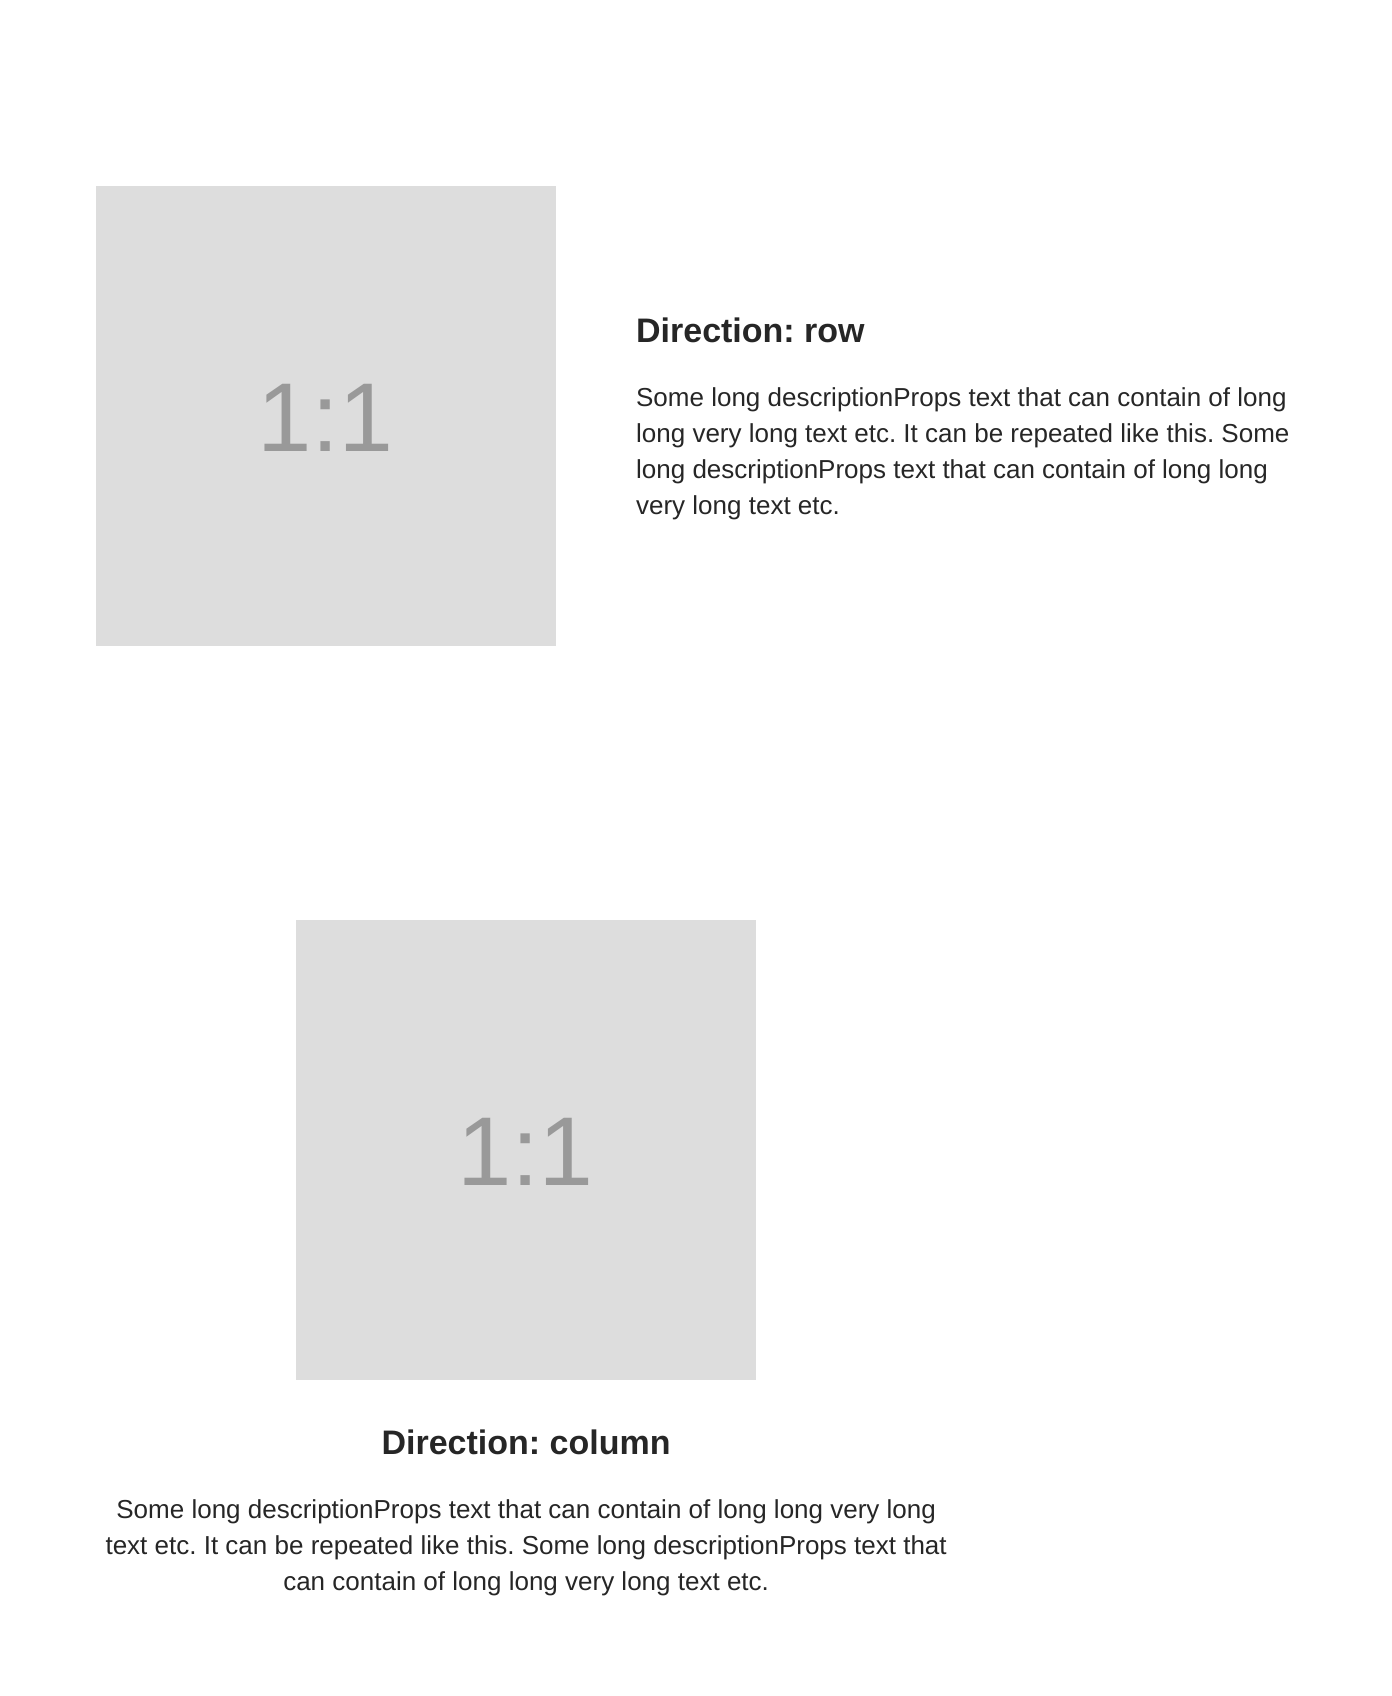 1:1
Direction: row
Some long descriptionProps text that can contain of long
long very long text etc. It can be repeated like this. Some
long descriptionProps text that can contain of long long
very long text etc.
1:1
Direction: column
Some long descriptionProps text that can contain of long long very long
text etc. It can be repeated like this. Some long descriptionProps text that
can contain of long long very long text etc.